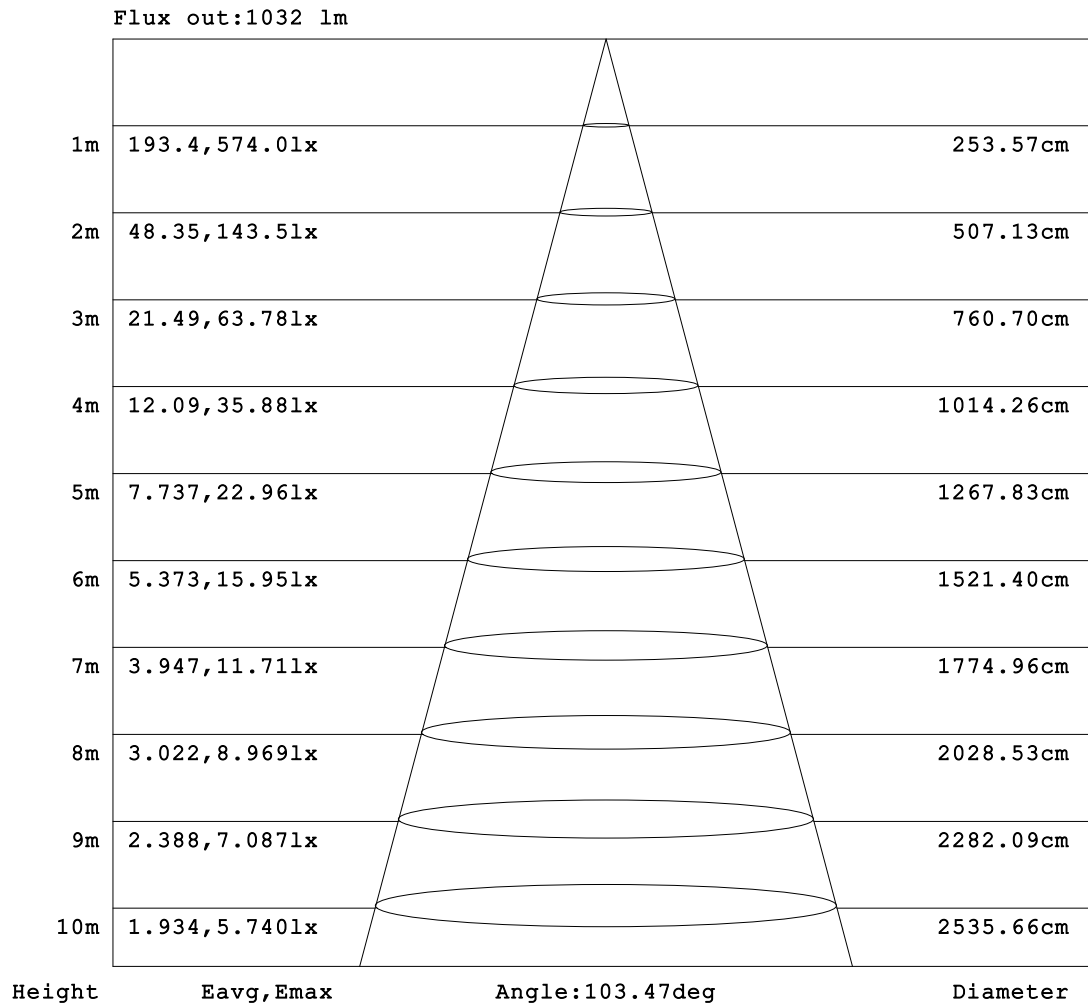 Flux out:1032 lm
1m 193.4,574.0lx 253.57cm
2m 48.35,143.5lx 507.13cm
3m 21.49,63.78lx 760.70cm
4m 12.09,35.88lx 1014.26cm
5m 7.737,22.96lx 1267.83cm
6m 5.373,15.95lx 1521.40cm
7m 3.947,11.71lx 1774.96cm
8m 3.022,8.969lx 2028.53cm
9m 2.388,7.087lx 2282.09cm
10m 1.934,5.740lx 2535.66cm
Height Eavg,Emax Angle:103.47deg Diameter